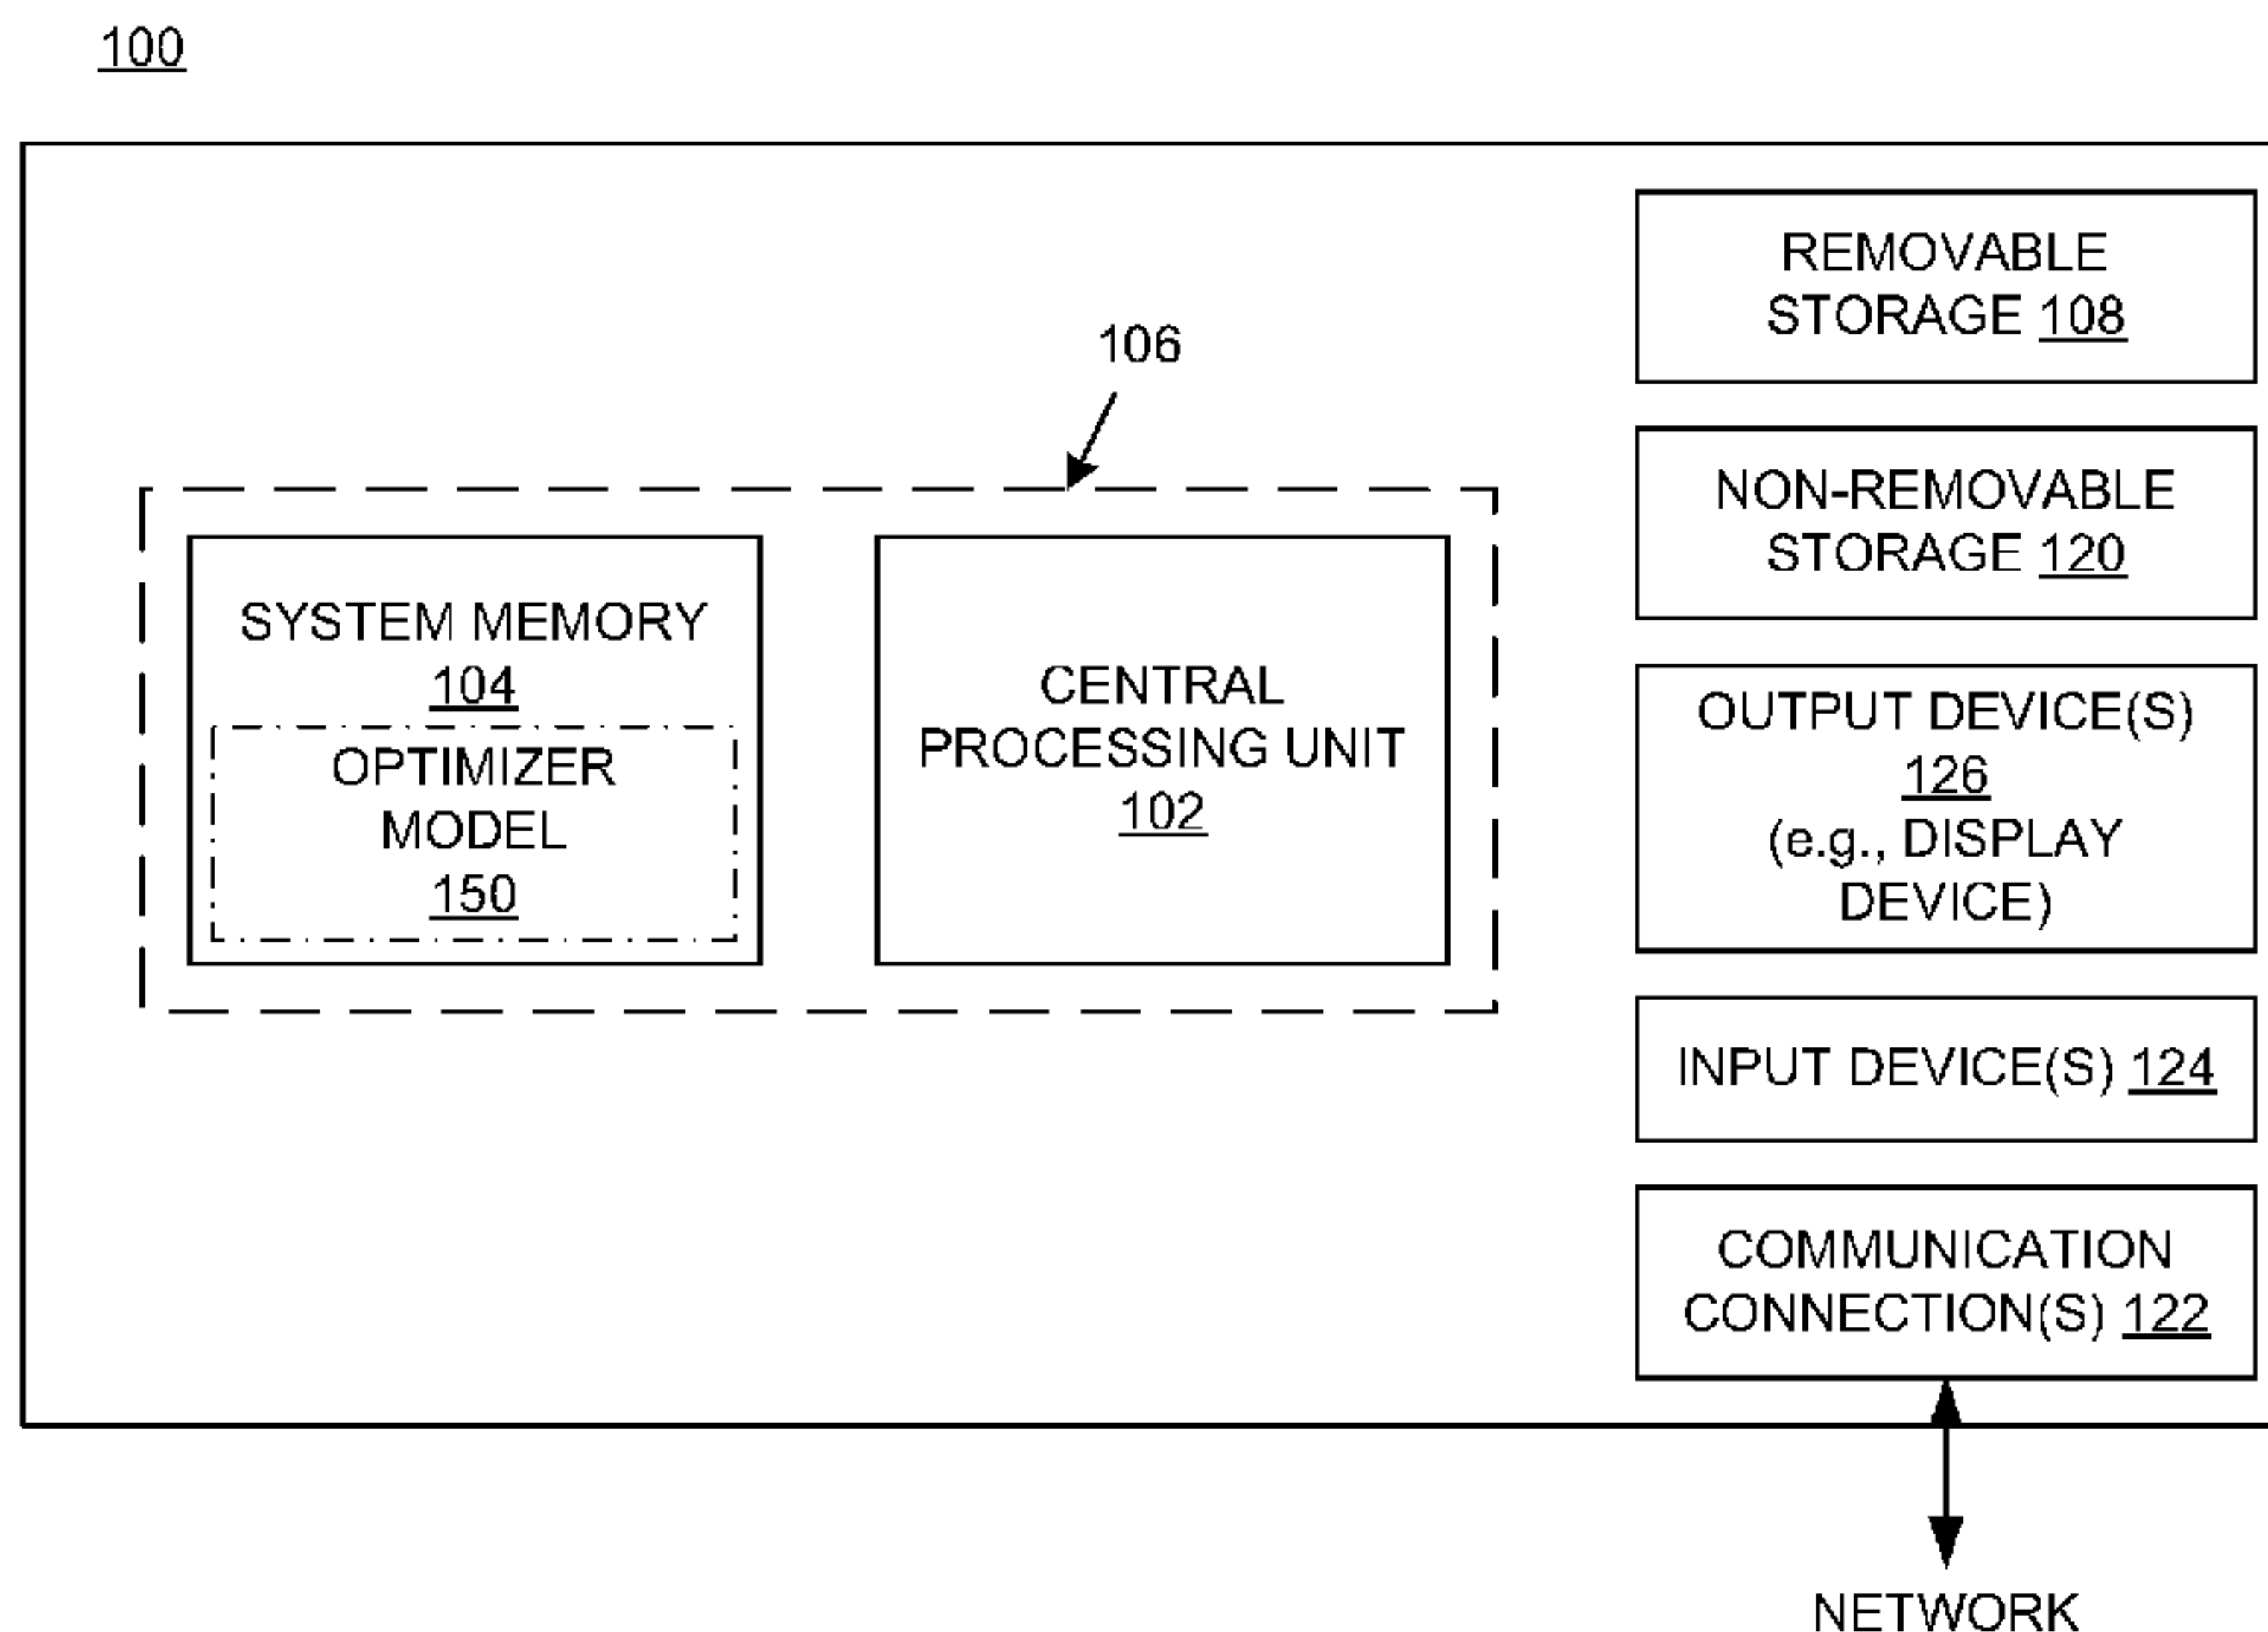 100
106
SYSTEM MEMORY
104
OPTIMIZER
MODEL
150
CENTRAL
PROCESSING UNIT
102
REMOVABLE
STORAGE 108
NON-REMOVABLE
STORAGE 120
OUTPUT DEVICE(S)
126
(e.g., DISPLAY
DEVICE)
INPUT DEVICE(S) 124
COMMUNICATION
CONNECTION(S) 122
NETWORK